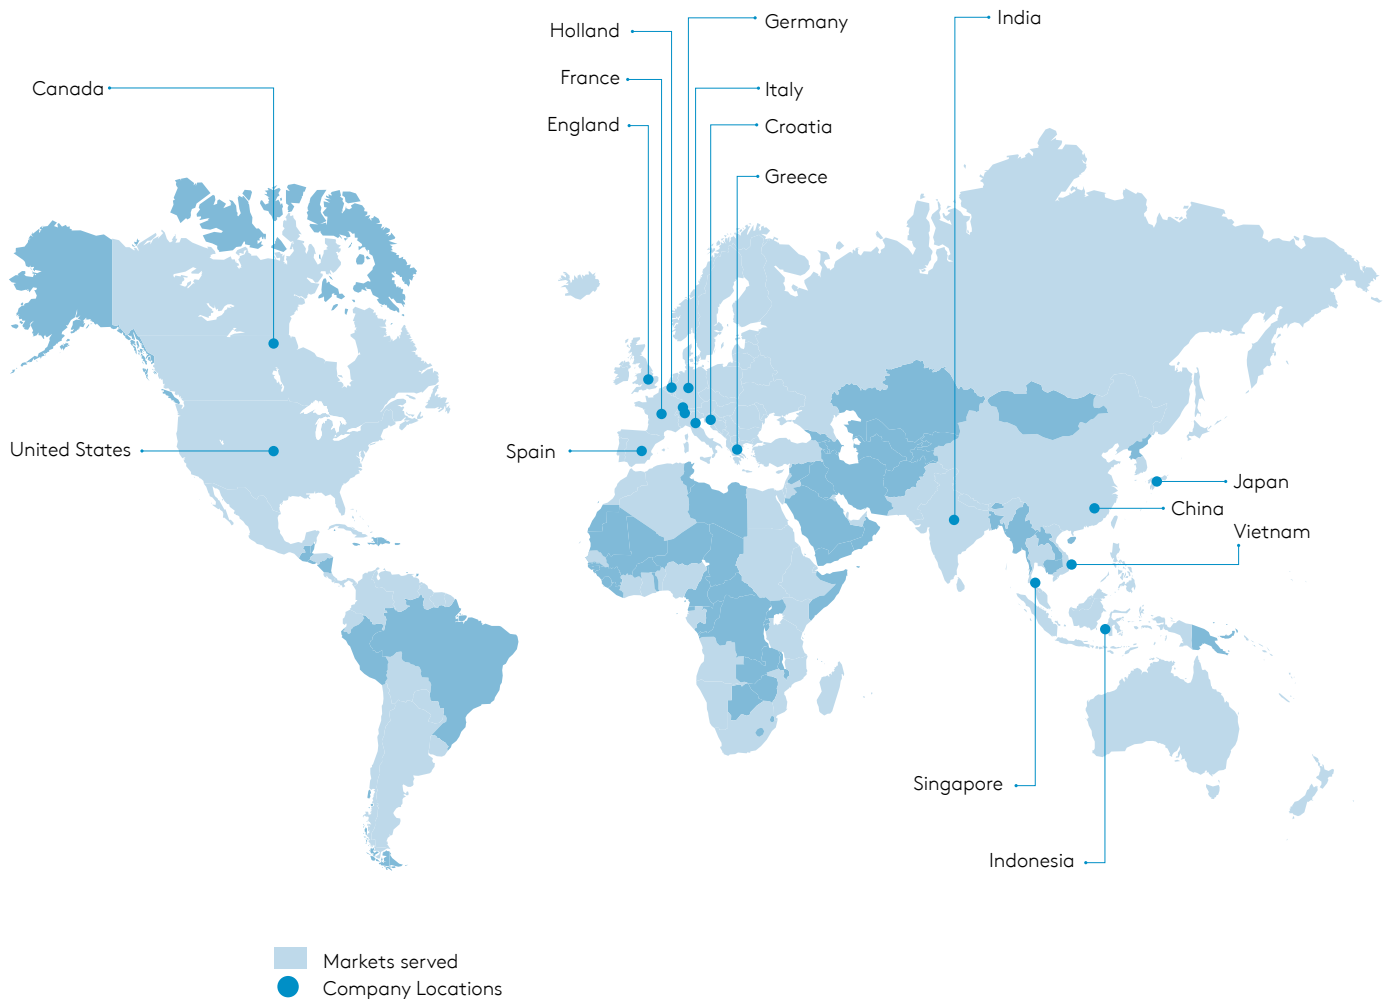 Germany
India
Holland
France
Canada
Italy
England
Croatia
Greece
United States
Spain
Japan
China
Vietnam
Singapore
Indonesia
Markets served
Company Locations